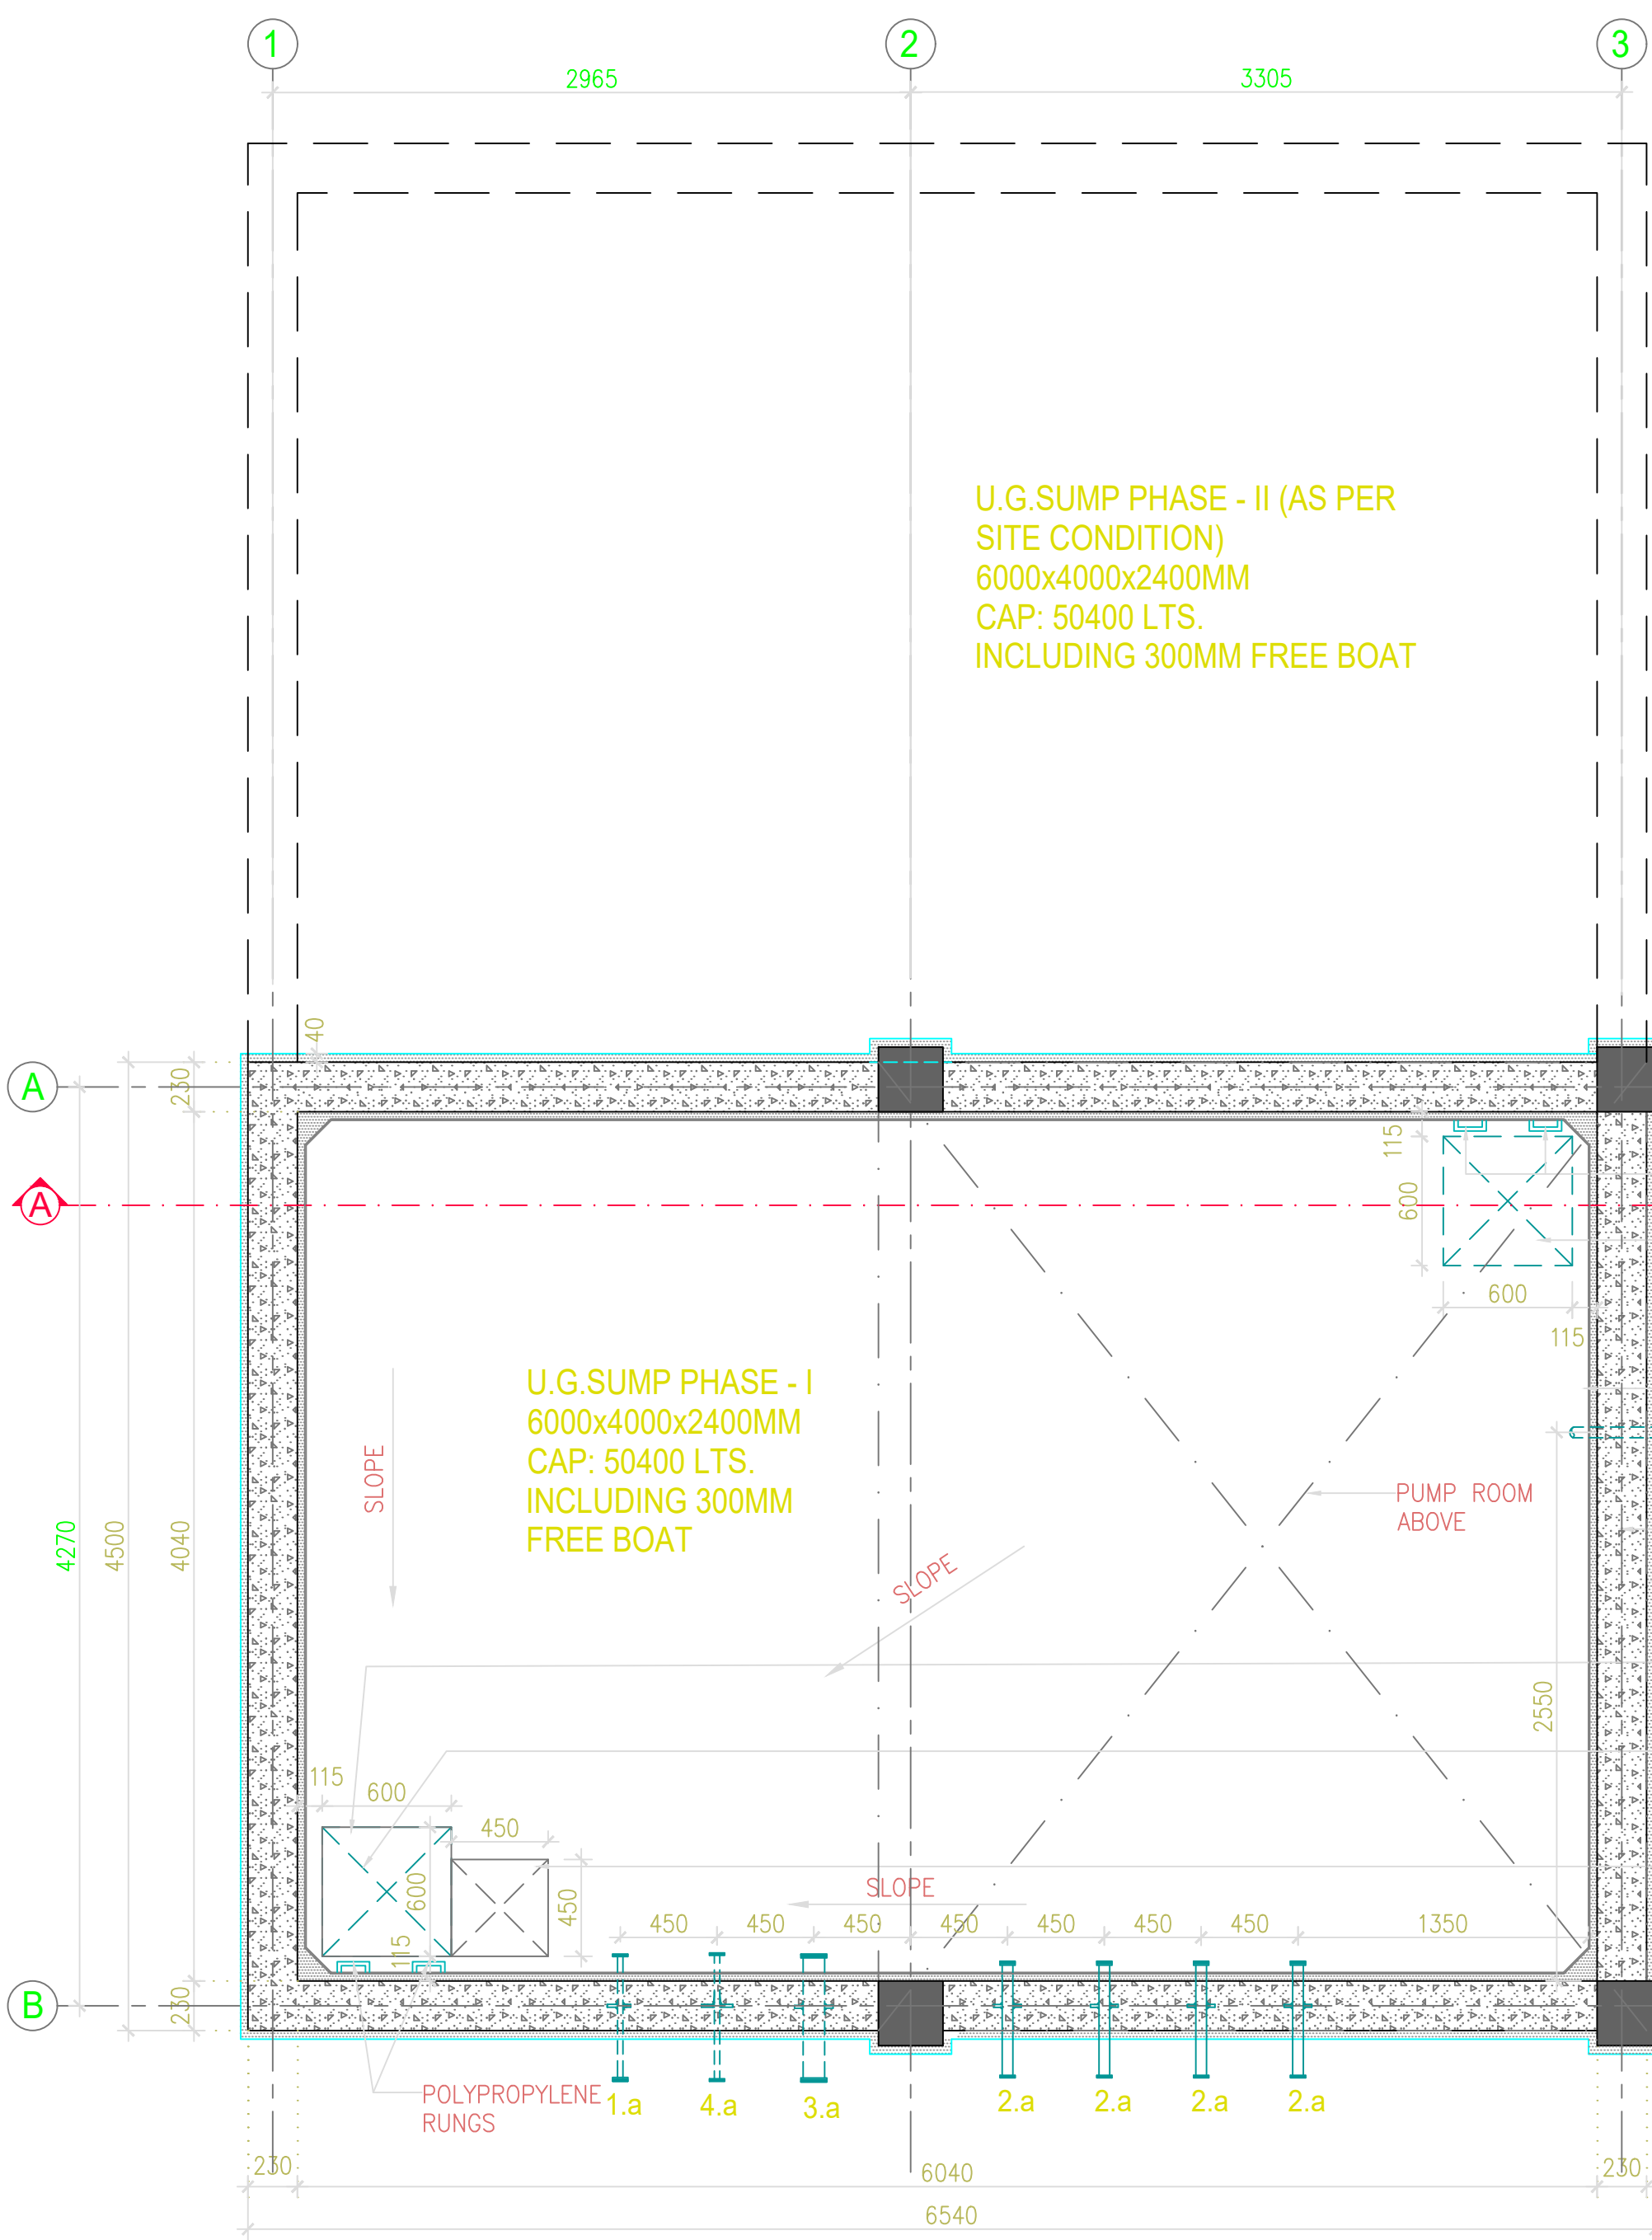 1
2
3
2965
3305
U.G.SUMP PHASE - II (AS PER
SITE CONDITION)
6000x4000x2400MM
CAP: 50400 LTS.
INCLUDING 300MM FREE BOAT
40
A
230
115
A
600
600
115
U.G.SUMP PHASE - I
6000x4000x2400MM
CAP: 50400 LTS.
INCLUDING 300MM
FREE BOAT
SLOPE
PUMP ROOM
ABOVE
4270
4500
4040
SLOPE
2550
115
600
450
600
450
SLOPE
115
450
450
450
450
450
450
450
1350
B
230
POLYPROPYLENE
RUNGS
1.a
4.a
3.a
2.a
2.a
2.a
2.a
230
6040
230
6540